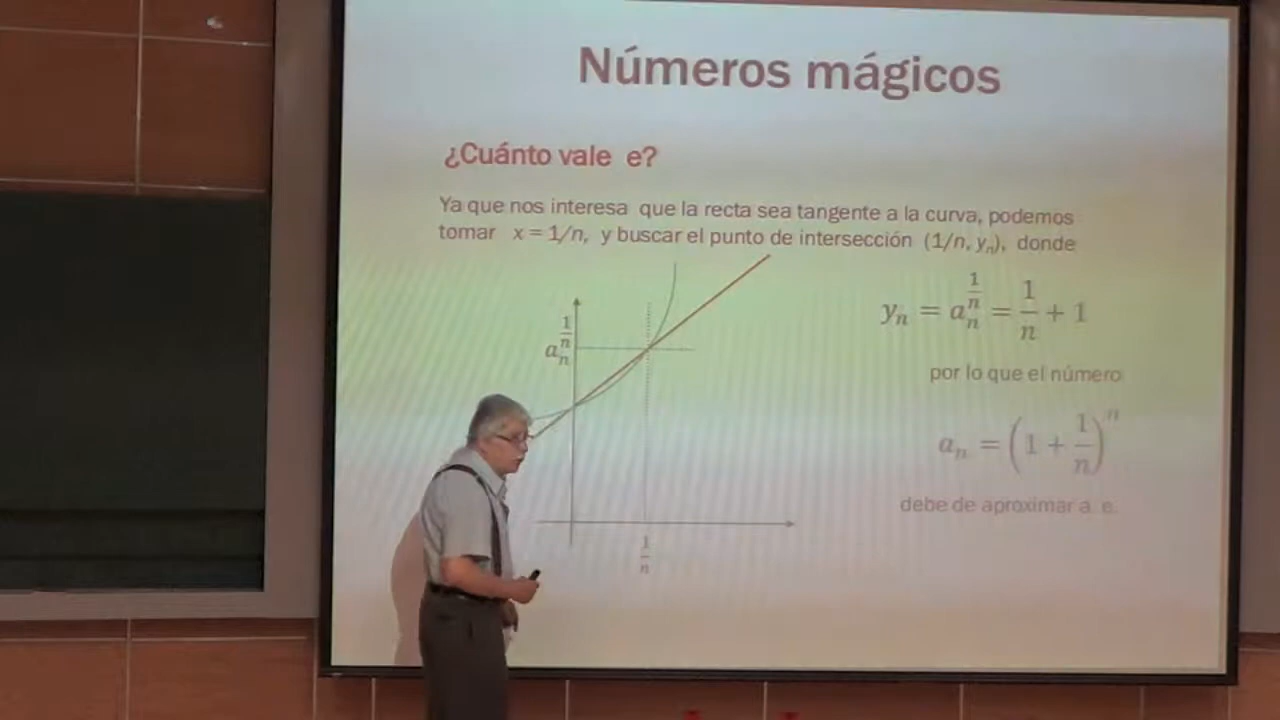 Números mágicos
¿Cuánto vale e?
Ya que nos interesa que la recta sea tangente a la curva, podemos
tomar x = 1/n, y buscar el punto de intersección (1/n, yₙ), donde
yₙ = aₙ^(1/n) = 1/n + 1
aₙ^(1/n)
por lo que el número
aₙ = (1 + 1/n)^n
debe de aproximar a e.
1/n